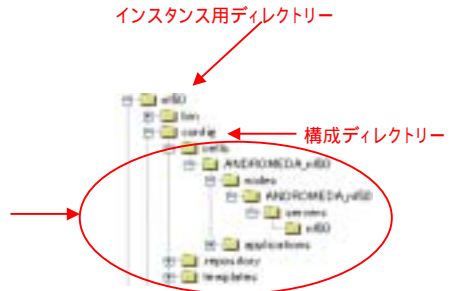 インスタンス用ディレクトリー
bin
config
構成ディレクトリー
cells
nodes
servers
applications
repository
templates